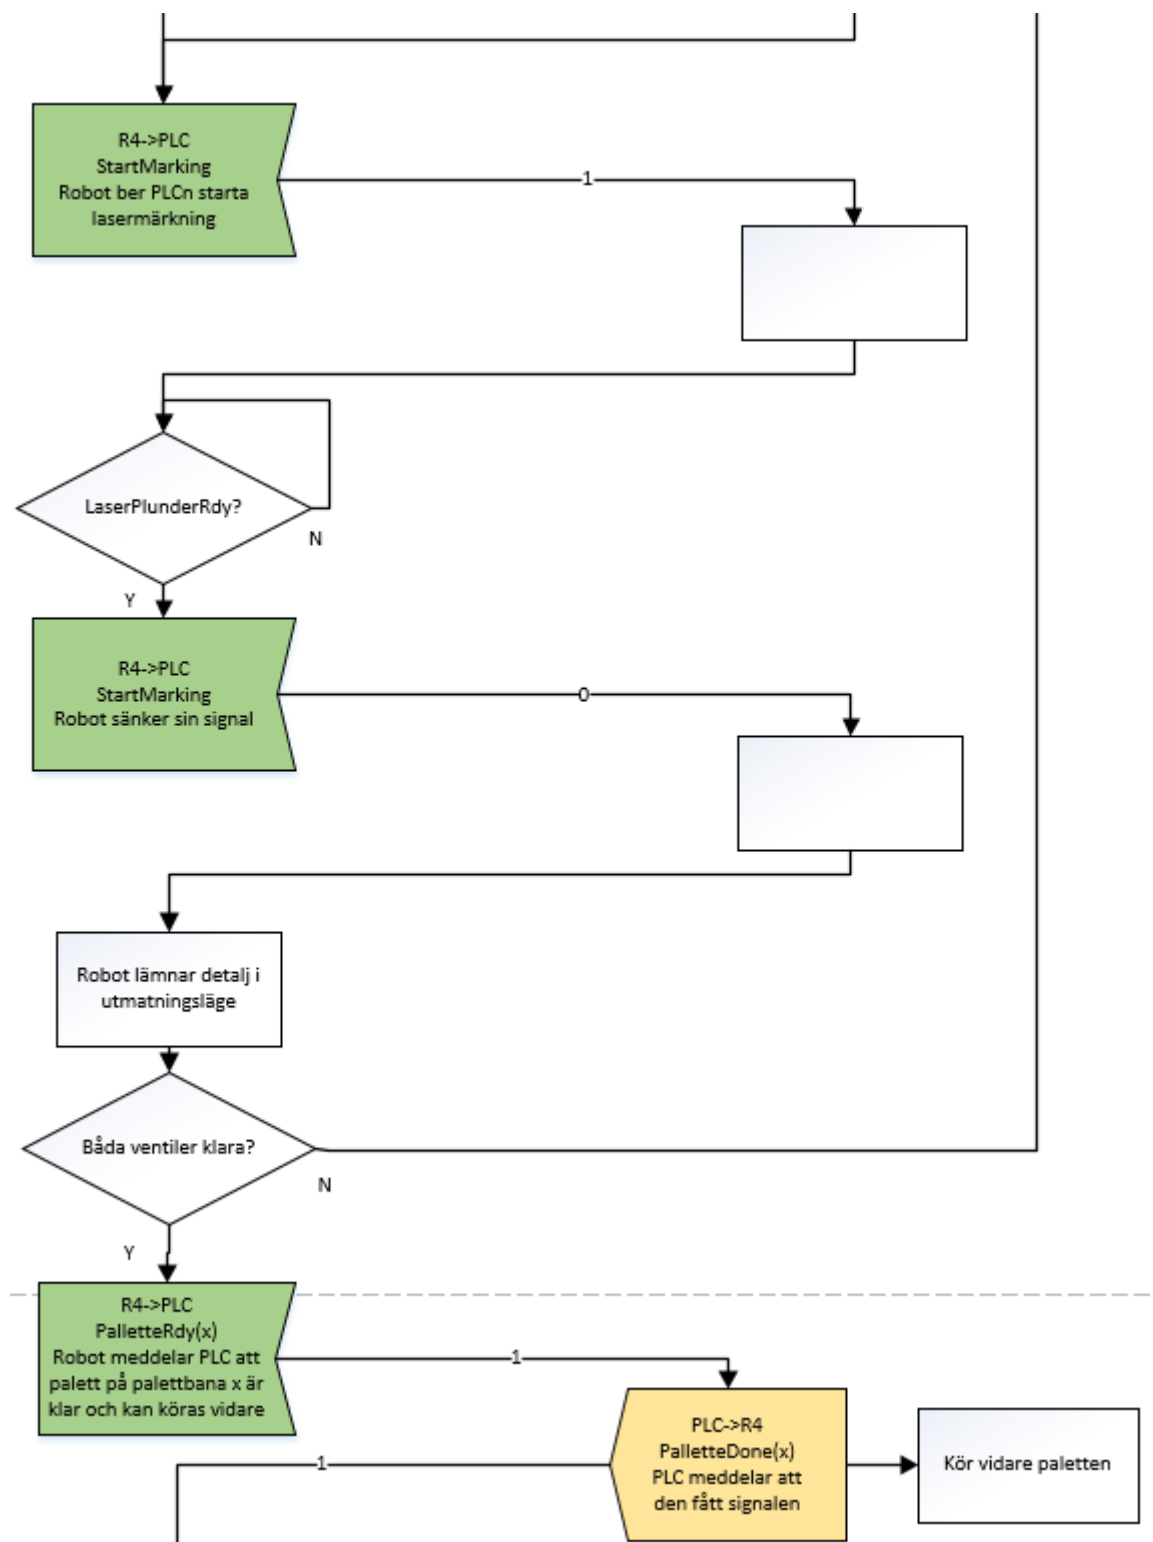 R4->PLC
StartMarking
Robot ber PLCn starta
lasermärkning
1
LaserPlunderRdy?
N
Y
R4->PLC
StartMarking
Robot sänker sin signal
0
Robot lämnar detalj i
utmatningsläge
Båda ventiler klara?
N
Y
R4->PLC
PalletteRdy(x)
Robot meddelar PLC att
palett på palettbana x är
klar och kan köras vidare
1
PLC->R4
PalletteDone(x)
PLC meddelar att
den fått signalen
Kör vidare paletten
1